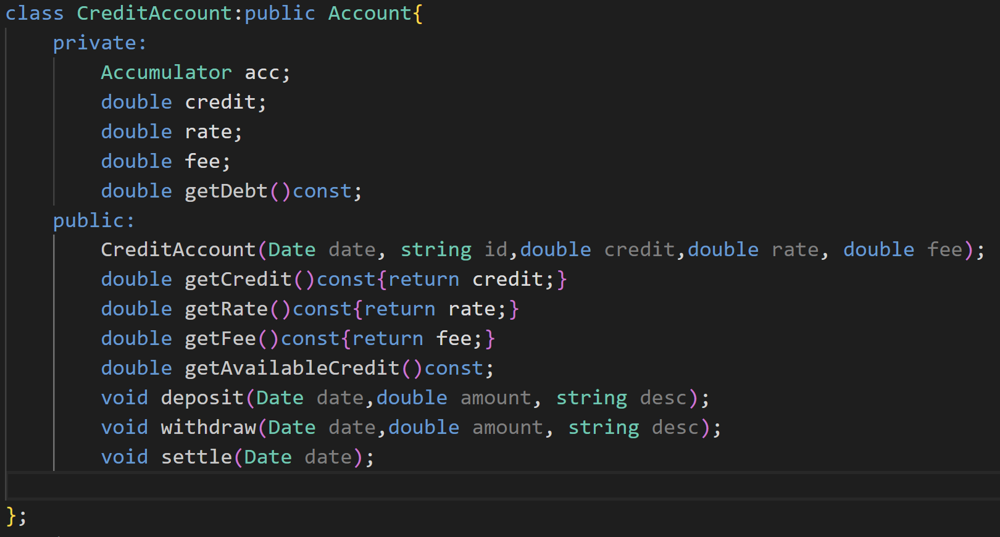 class CreditAccount:public Account{
    private:
        Accumulator acc;
        double credit;
        double rate;
        double fee;
        double getDebt()const;
    public:
        CreditAccount(Date date, string id,double credit,double rate, double fee);
        double getCredit()const{return credit;}
        double getRate()const{return rate;}
        double getFee()const{return fee;}
        double getAvailableCredit()const;
        void deposit(Date date,double amount, string desc);
        void withdraw(Date date,double amount, string desc);
        void settle(Date date);
};